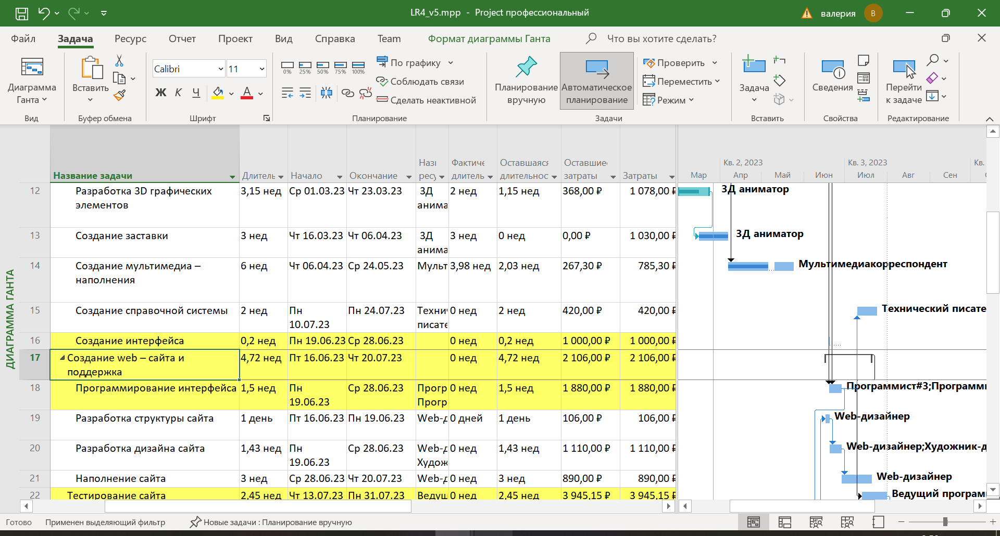 LR4_v5.mpp - Project профессиональный
валерия
В
Файл Задача Ресурс Отчет Проект Вид Справка Team Формат диаграммы Ганта Что вы хотите сделать?
Диаграмма Ганта
Вид
Вставить
Буфер обмена
Calibri 11
Ж К Ч А
Шрифт
0% 25% 50% 75% 100%
По графику
Соблюдать связи
Сделать неактивной
Планирование
Планирование вручную
Автоматическое планирование
Проверить
Переместить
Режим
Задачи
Задача
Вставить
Сведения
Свойства
Перейти к задаче
Редактирование
ДИАГРАММА ГАНТА
Название задачи Начало Окончание Затраты
Оставшаяся
затраты
Кв. 2, 2023 Кв. 3, 2023 Кв.
Мар Апр Май Июн Июл Авг Сен
12 Разработка 3D графических элементов 3,15 нед Ср 01.03.23 Чт 23.03.23 3Д анима 2 нед 1,15 нед 368,00 ₽ 1 078,00 ₽ 3Д аниматор
13 Создание заставки 3 нед Чт 16.03.23 Чт 06.04.23 3Д анима 3 нед 0 нед 0,00 ₽ 1 030,00 ₽ 3Д аниматор
14 Создание мультимедиа – наполнения 6 нед Чт 06.04.23 Ср 24.05.23 Мульт 3,98 нед 2,03 нед 267,30 ₽ 785,30 ₽ Мультимедиакорреспондент
15 Создание справочной системы 2 нед Пн 10.07.23 Пн 24.07.23 Техни писате 0 нед 2 нед 420,00 ₽ 420,00 ₽ Технический писате
16 Создание интерфейса 0,2 нед Пн 19.06.23 Ср 28.06.23 0 нед 0,2 нед 1 000,00 ₽ 1 000,00 ₽
17 Создание web – сайта и поддержка 4,72 нед Пт 16.06.23 Чт 20.07.23 0 нед 4,72 нед 2 106,00 ₽ 2 106,00 ₽
18 Программирование интерфейса 1,5 нед Пн 19.06.23 Ср 28.06.23 Прогр Прогр 0 нед 1,5 нед 1 880,00 ₽ 1 880,00 ₽ Программист#3;Программ
19 Разработка структуры сайта 1 день Пт 16.06.23 Пн 19.06.23 Web-д 0 дней 1 день 106,00 ₽ 106,00 ₽ Web-дизайнер
20 Разработка дизайна сайта 1,43 нед Пн 19.06.23 Ср 28.06.23 Web-д Худож 0 нед 1,43 нед 1 110,00 ₽ 1 110,00 ₽ Web-дизайнер;Художник-д
21 Наполнение сайта 3 нед Ср 28.06.23 Чт 20.07.23 Web-д 0 нед 3 нед 890,00 ₽ 890,00 ₽ Web-дизайнер
22 Тестирование сайта 2,45 нед Чт 13.07.23 Пн 31.07.23 Ведущ 0 нед 2,45 нед 3 945,15 ₽ 3 945,15 ₽ Ведущий програм
Готово Применен выделяющий фильтр Новые задачи : Планирование вручную